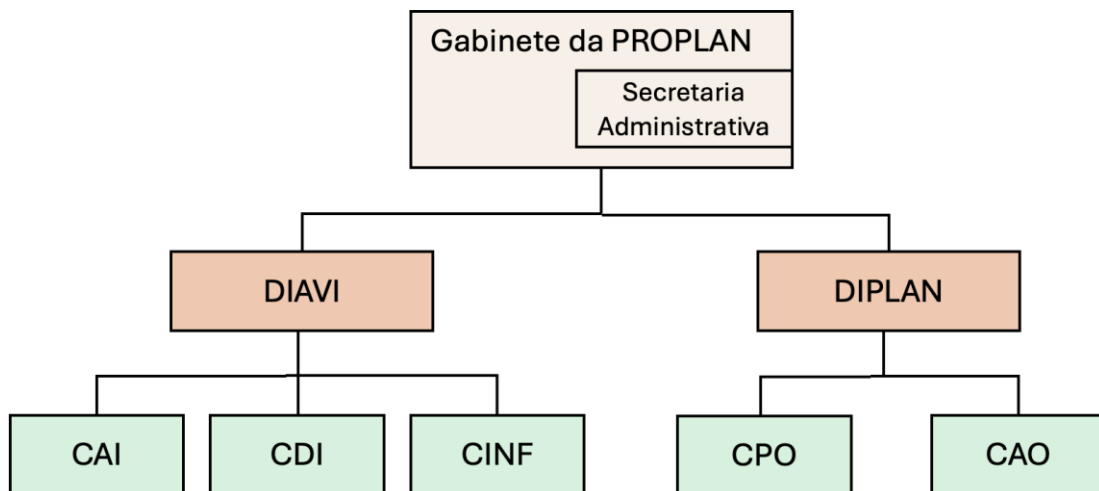 Gabinete da PROPLAN
Secretaria
Administrativa
DIAVI
DIPLAN
CAI
CDI
CINF
CPO
CAO